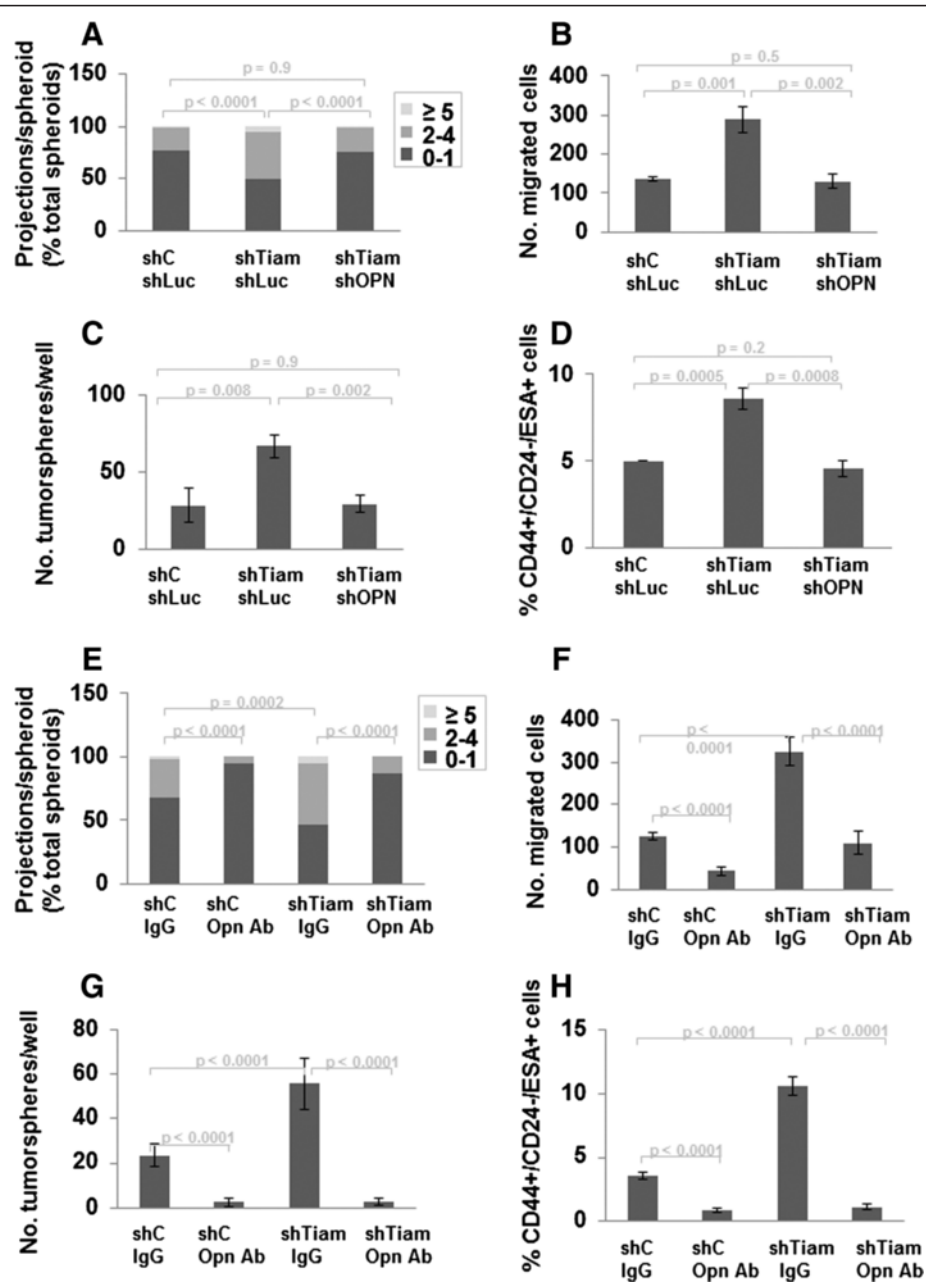 A
Projections/spheroid
(% total spheroids)
150
100
50
0
p = 0.9
p < 0.0001
p < 0.0001
≥ 5
2-4
0-1
shC
shLuc
shTiam
shLuc
shTiam
shOPN
B
No. migrated cells
400
300
200
100
0
p = 0.5
p = 0.001
p = 0.002
shC
shLuc
shTiam
shLuc
shTiam
shOPN
C
No. tumorspheres/well
100
50
0
p = 0.9
p = 0.008
p = 0.002
shC
shLuc
shTiam
shLuc
shTiam
shOPN
D
% CD44+/CD24-/ESA+ cells
10
5
0
p = 0.2
p = 0.0005
p = 0.0008
shC
shLuc
shTiam
shLuc
shTiam
shOPN
E
Projections/spheroid
(% total spheroids)
150
100
50
0
p = 0.0002
p < 0.0001
p < 0.0001
≥ 5
2-4
0-1
shC
IgG
shC
Opn Ab
shTiam
IgG
shTiam
Opn Ab
F
No. migrated cells
400
300
200
100
0
p <
0.0001
p < 0.0001
p < 0.0001
shC
IgG
shC
Opn Ab
shTiam
IgG
shTiam
Opn Ab
G
No. tumorspheres/well
80
60
40
20
0
p < 0.0001
p < 0.0001
p < 0.0001
shC
IgG
shC
Opn Ab
shTiam
IgG
shTiam
Opn Ab
H
% CD44+/CD24-/ESA+ cells
15
10
5
0
p < 0.0001
p < 0.0001
p < 0.0001
shC
IgG
shC
Opn Ab
shTiam
IgG
shTiam
Opn Ab